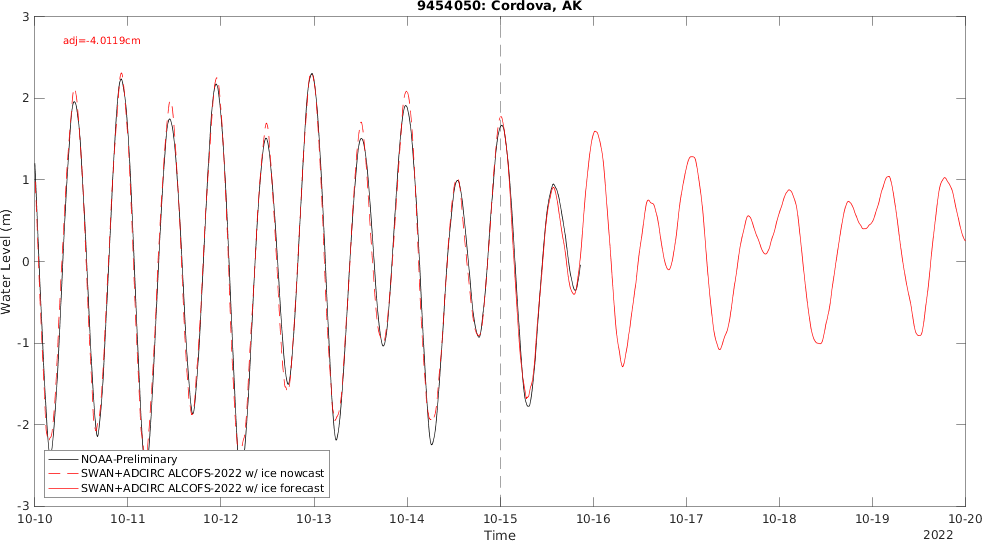 9454050: Cordova, AK
adj=-4.0119cm
3
2
1
0
-1
-2
-3
Water Level (m)
NOAA-Preliminary
SWAN+ADCIRC ALCOFS-2022 w/ ice nowcast
SWAN+ADCIRC ALCOFS-2022 w/ ice forecast
10-10 10-11 10-12 10-13 10-14 10-15 10-16 10-17 10-18 10-19 10-20
Time
2022